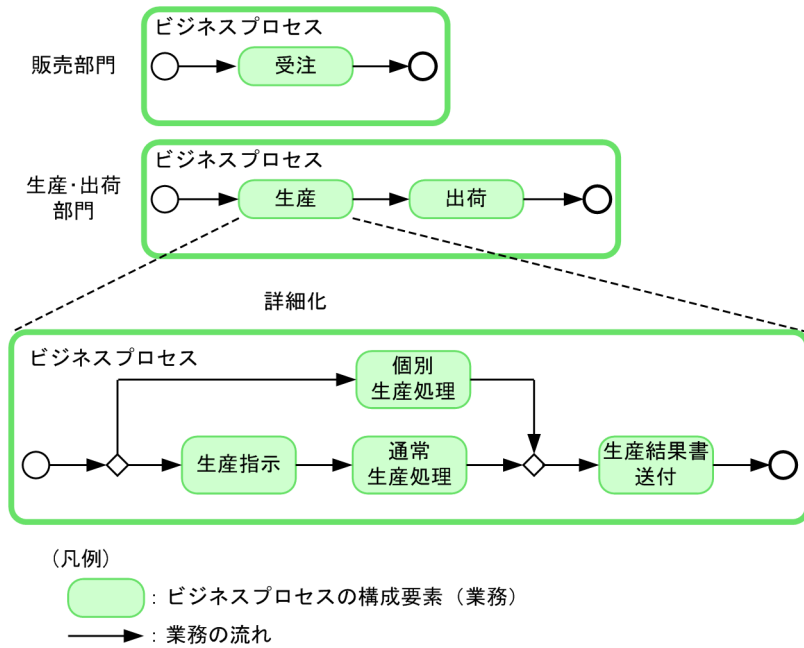 ビジネスプロセス
販売部門
受注
ビジネスプロセス
生産・出荷
部門
生産
出荷
詳細化
ビジネスプロセス
個別
生産処理
生産指示
通常
生産処理
生産結果書
送付
（凡例）
：ビジネスプロセスの構成要素（業務）
：業務の流れ